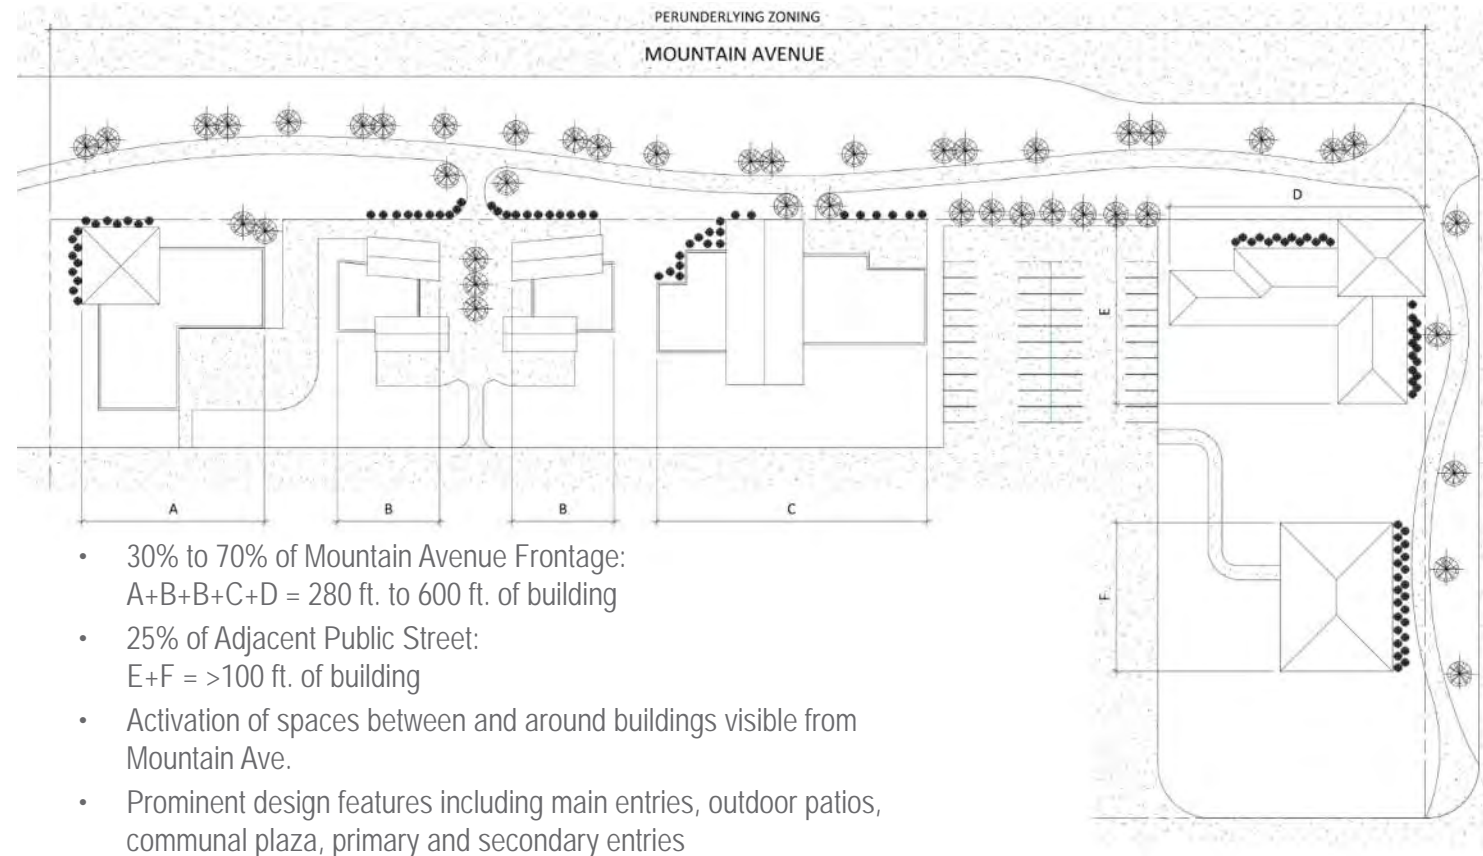 PERUNDERLYING ZONING
MOUNTAIN AVENUE
D
E
A
B
B
C
F
• 30% to 70% of Mountain Avenue Frontage:
A+B+B+C+D = 280 ft. to 600 ft. of building
• 25% of Adjacent Public Street:
E+F = >100 ft. of building
• Activation of spaces between and around buildings visible from
Mountain Ave.
• Prominent design features including main entries, outdoor patios,
communal plaza, primary and secondary entries